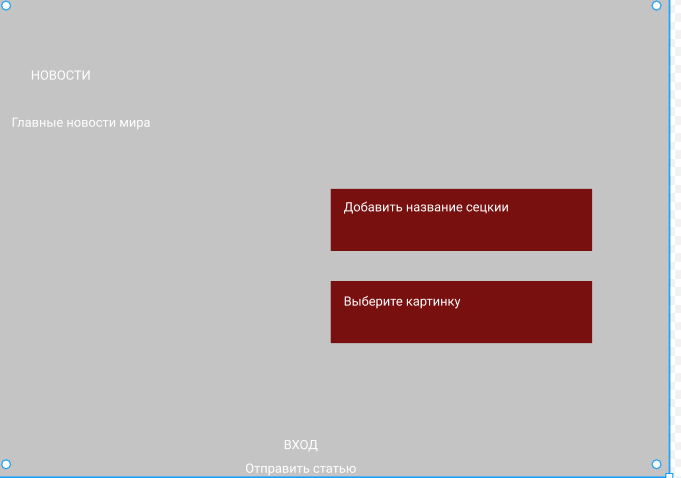 НОВОСТИ
Главные новости мира
Добавить название сецкии
Выберите картинку
ВХОД
Отправить статью